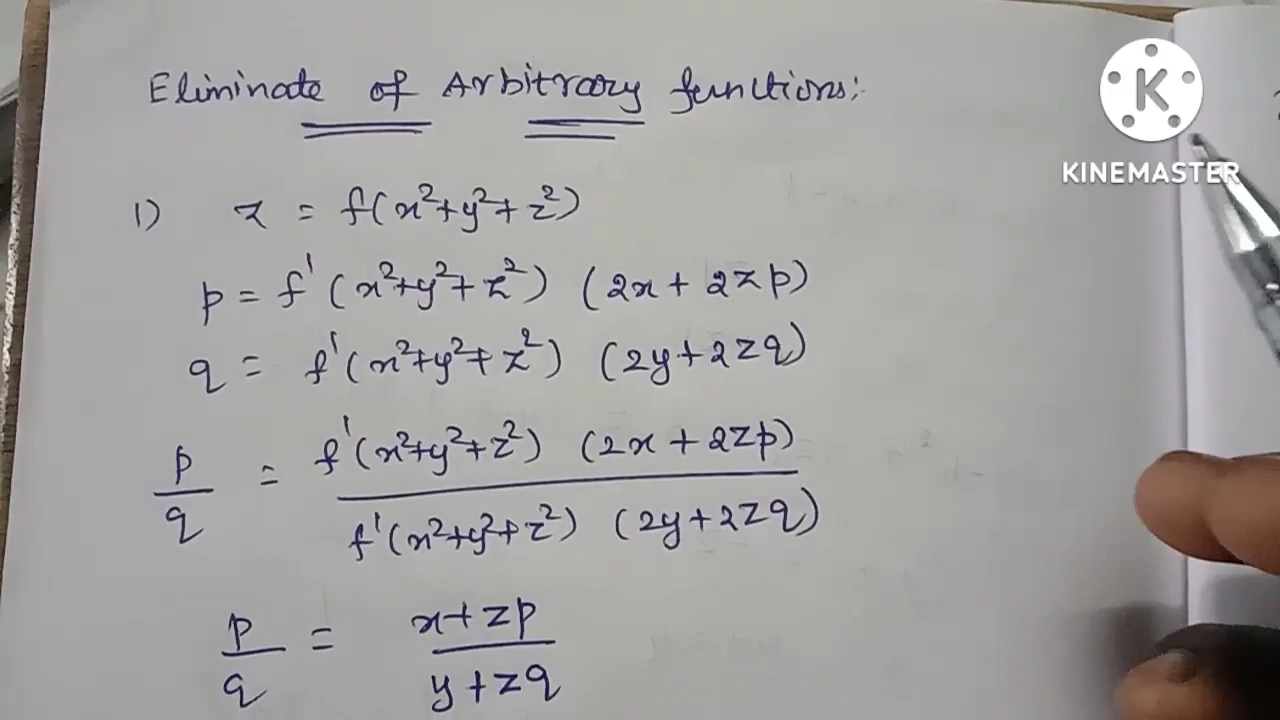 Eliminate of Arbitrary functions:
K
KINEMASTER
1) z = f(x²+y²+z²)
p = f'(x²+y²+z²) (2x + 2zp)
q = f'(x²+y²+z²) (2y+2zq)
p/q = f'(x²+y²+z²) (2x + 2zp) / f'(x²+y²+z²) (2y+2zq)
p/q = x+zp / y+zq